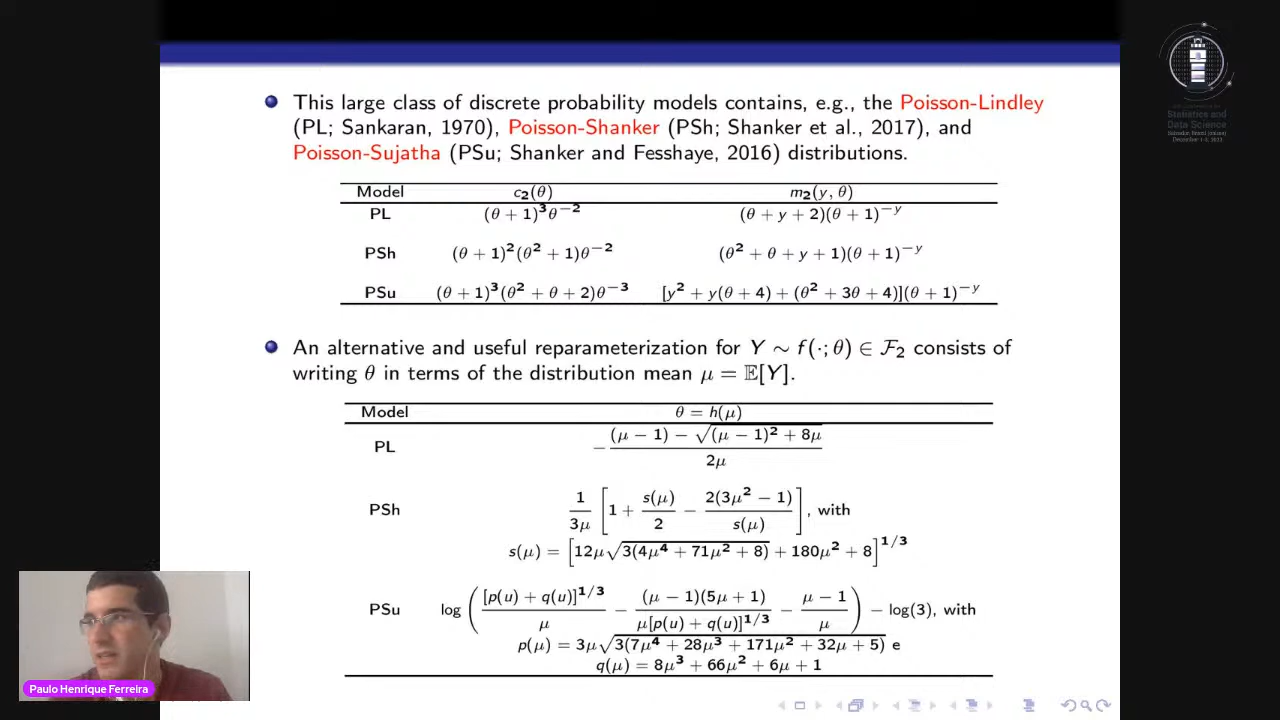 This large class of discrete probability models contains, e.g., the Poisson-Lindley
(PL; Sankaran, 1970), Poisson-Shanker (PSh; Shanker et al., 2017), and
Poisson-Sujatha (PSu; Shanker and Fesshaye, 2016) distributions.
Model c₂(θ) m₂(y, θ)
PL (θ + 1)³θ⁻² (θ + y + 2)(θ + 1)⁻ʸ
PSh (θ + 1)²(θ² + 1)θ⁻² (θ² + θ + y + 1)(θ + 1)⁻ʸ
PSu (θ + 1)³(θ² + θ + 2)θ⁻³ [y² + y(θ + 4) + (θ² + 3θ + 4)](θ + 1)⁻ʸ
An alternative and useful reparameterization for Y ∼ f(·; θ) ∈ ℱ₂ consists of
writing θ in terms of the distribution mean μ = 𝔼[Y].
Model θ = h(μ)
PL −((μ − 1) − √((μ − 1)² + 8μ))/(2μ)
PSh 1/(3μ) [1 + s(μ)/2 − 2(3μ² − 1)/s(μ)], with
s(μ) = [12μ√(3(4μ⁴ + 71μ² + 8)) + 180μ² + 8]^(1/3)
PSu log([p(u) + q(u)]^(1/3)/μ − (μ − 1)(5μ + 1)/(μ[p(u) + q(u)]^(1/3)) − (μ − 1)/μ) − log(3), with
p(μ) = 3μ√(3(7μ⁴ + 28μ³ + 171μ² + 32μ + 5)) e
q(μ) = 8μ³ + 66μ² + 6μ + 1
Paulo Henrique Ferreira
Statistics and
Data Science